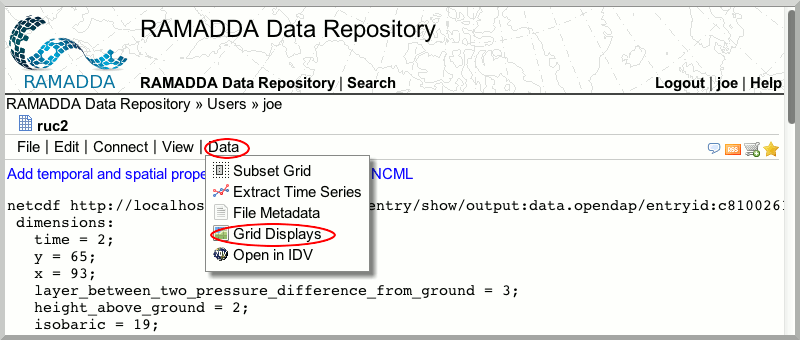 RAMADDA Data Repository
RAMADDA
RAMADDA Data Repository | Search
Logout | joe | Help
RAMADDA Data Repository » Users » joe
ruc2
File | Edit | Connect | View | Data
RSS
Add temporal and spatial prope NCML
Subset Grid
Extract Time Series
File Metadata
Grid Displays
Open in IDV
netcdf http://localhos entry/show/output:data.opendap/entryid:c810026
dimensions:
time = 2;
y = 65;
x = 93;
layer_between_two_pressure_difference_from_ground = 3;
height_above_ground = 2;
isobaric = 19;